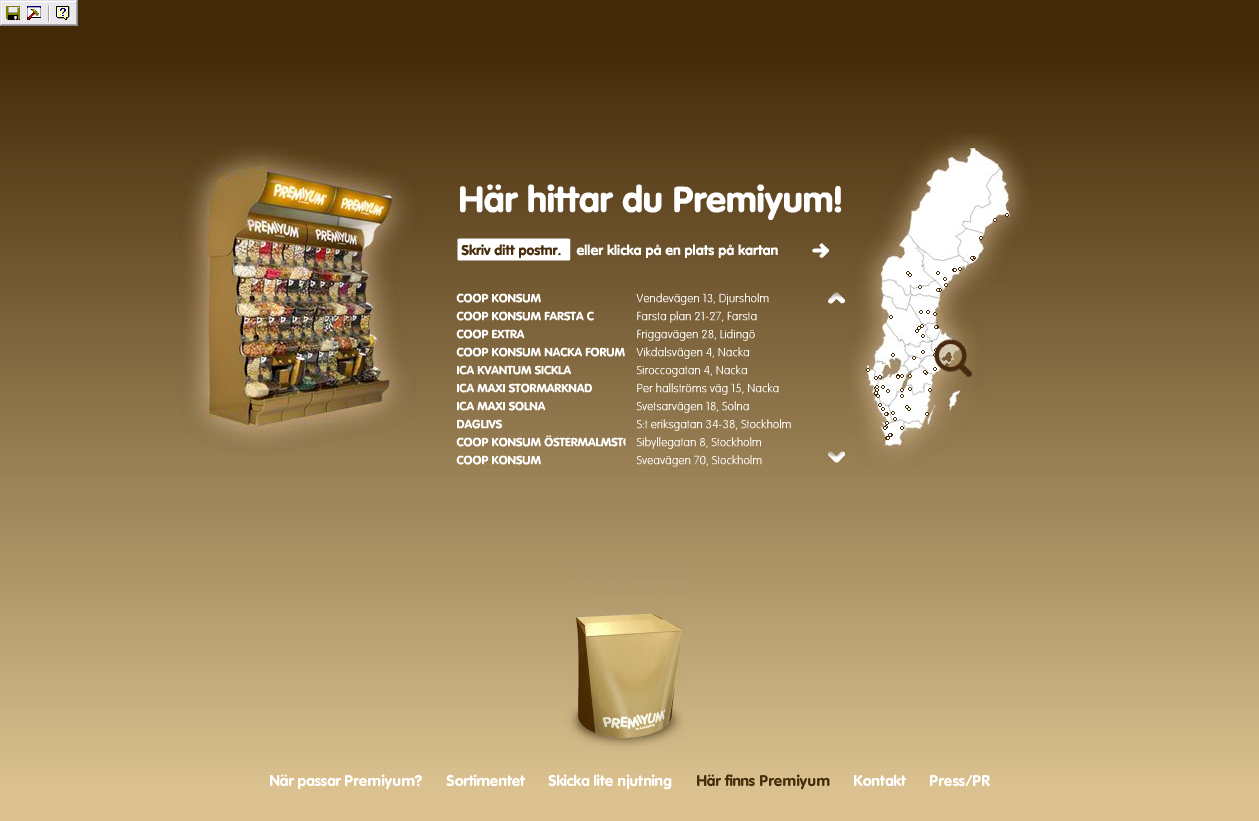 PREMIYUM
PREMIYUM
PREMIYUM
PREMIYUM
Här hittar du Premiyum!
Skriv ditt postnr. eller klicka på en plats på kartan
COOP KONSUM Vendevägen 13, Djursholm
COOP KONSUM FARSTA C Farsta plan 21-27, Farsta
COOP EXTRA Friggavägen 28, Lidingö
COOP KONSUM NACKA FORUM Vikdalsvägen 4, Nacka
ICA KVANTUM SICKLA Siroccogatan 4, Nacka
ICA MAXI STORMARKNAD Per hallströms väg 15, Nacka
ICA MAXI SOLNA Svetsarvägen 18, Solna
DAGLIVS S:t eriksgatan 34-38, Stockholm
COOP KONSUM ÖSTERMALMST Sibyllegatan 8, Stockholm
COOP KONSUM Sveavägen 70, Stockholm
PREMIYUM
När passar Premiyum? Sortimentet Skicka lite njutning Här finns Premiyum Kontakt Press/PR